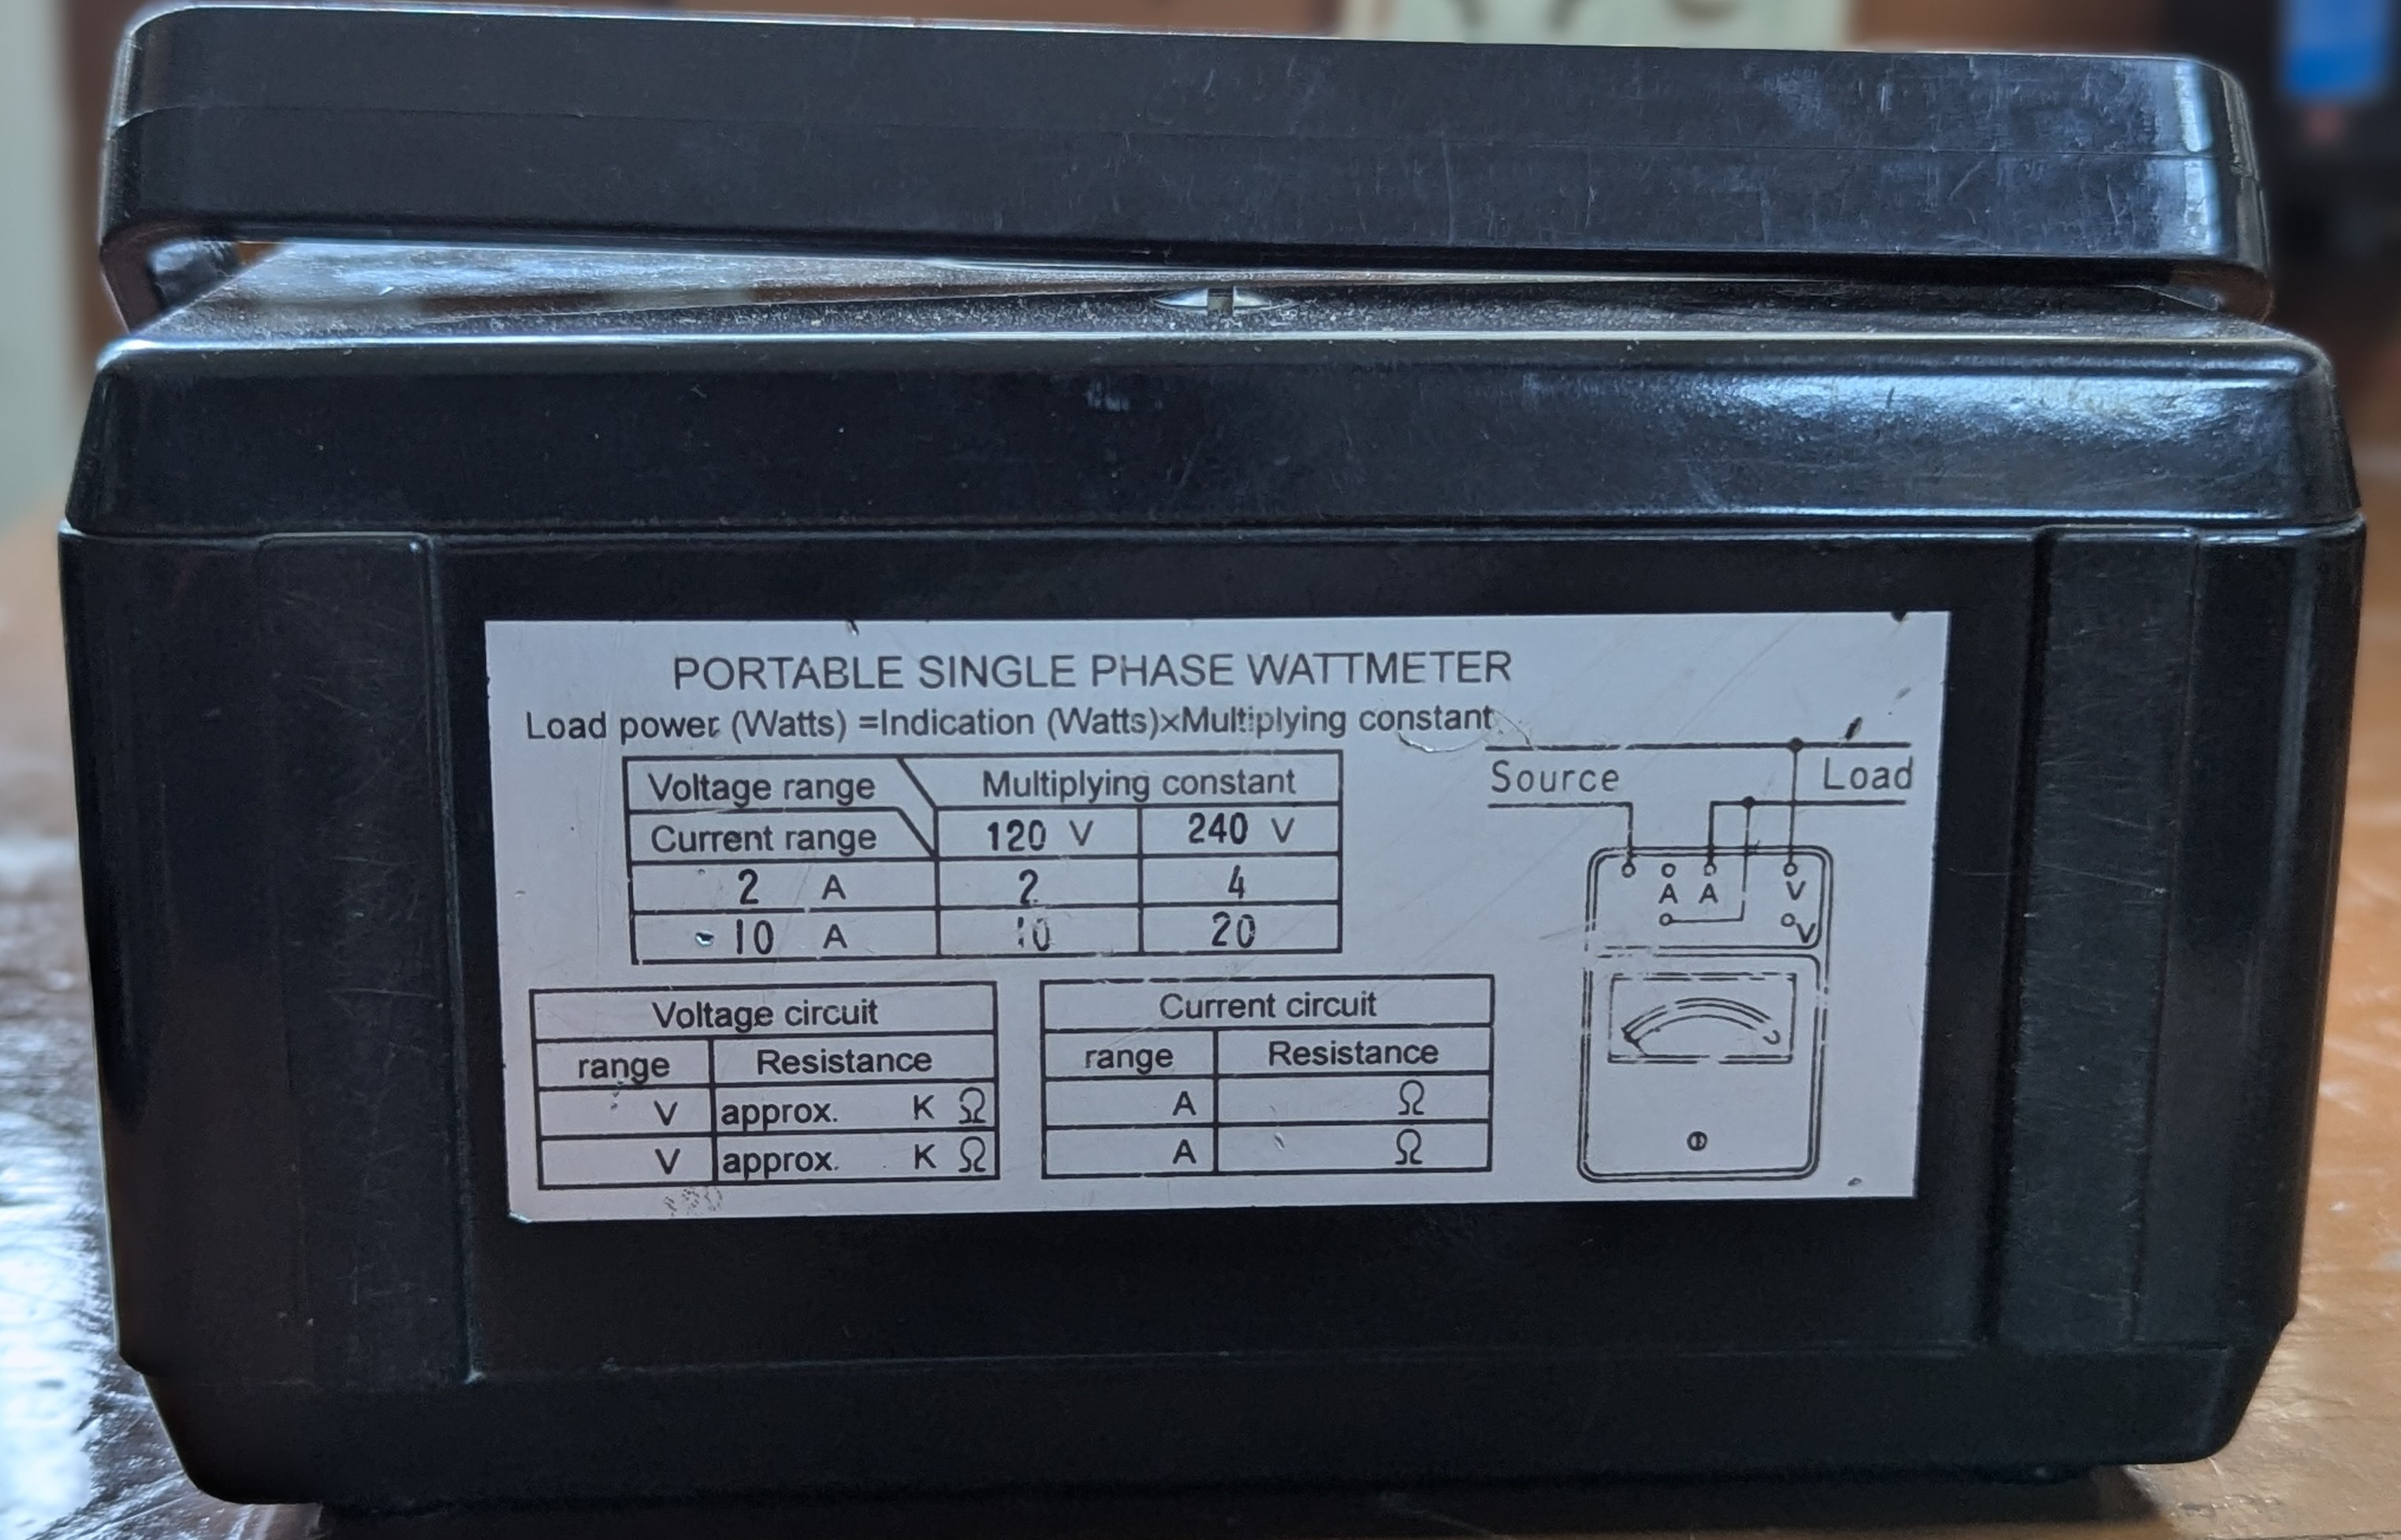 PORTABLE SINGLE PHASE WATTMETER
Load power (Watts) =Indication (Watts)×Multiplying constant
Voltage range Multiplying constant
Current range 120 V 240 V
2 A 2 4
10 A 10 20
Source Load
A A V
V
Voltage circuit
range Resistance
V approx. K Ω
V approx. K Ω
Current circuit
range Resistance
A Ω
A Ω